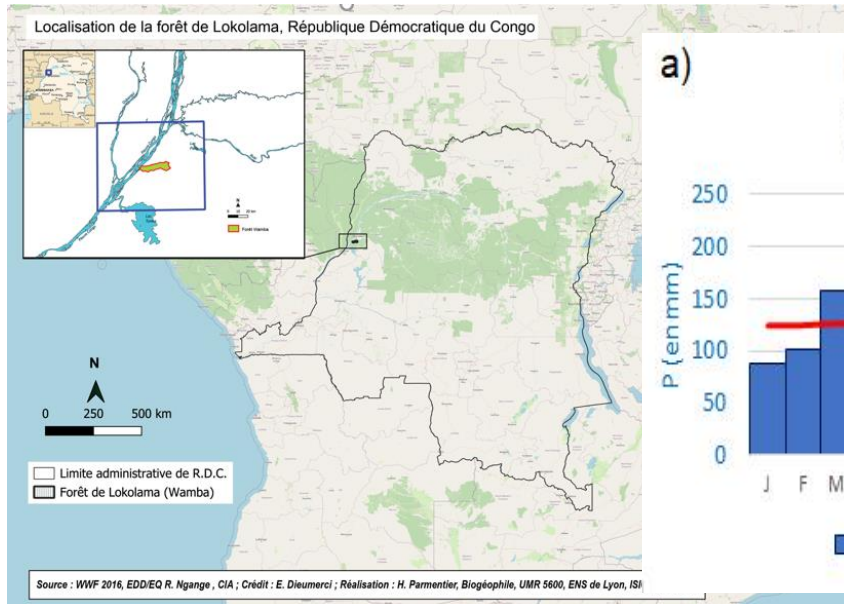 Localisation de la forêt de Lokolama, République Démocratique du Congo
N
Forêt Wamba
N
0 250 500 km
Limite administrative de R.D.C.
Forêt de Lokolama (Wamba)
Source : WWF 2016, EDD/EQ R. Ngange , CIA ; Crédit : E. Dieumerci ; Réalisation : H. Parmentier, Biogéophile, UMR 5600, ENS de Lyon,
a)
P (en mm)
250
200
150
100
50
0
J F M